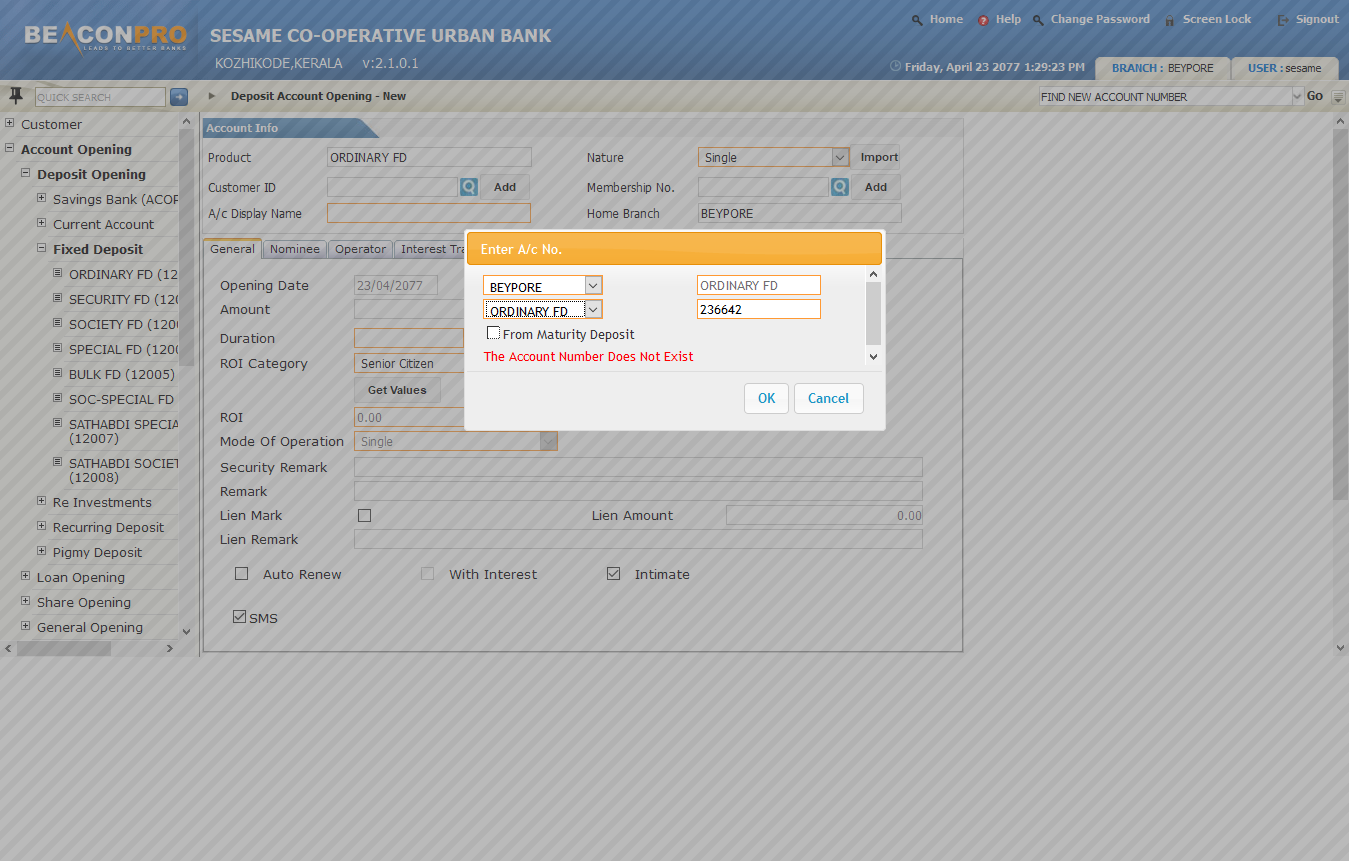 Home Help Change Password Screen Lock Signout
BEACONPRO
LEADS TO BETTER BANKS
SESAME CO-OPERATIVE URBAN BANK
KOZHIKODE,KERALA v:2.1.0.1
Friday, April 23 2077 1:29:23 PM BRANCH : BEYPORE USER : sesame
QUICK SEARCH Deposit Account Opening - New FIND NEW ACCOUNT NUMBER Go
Customer
Account Opening
Deposit Opening
Savings Bank (ACOP
Current Account
Fixed Deposit
ORDINARY FD (12
SECURITY FD (120
SOCIETY FD (120
SPECIAL FD (120
BULK FD (12005)
SOC-SPECIAL FD
SATHABDI SPECIA
(12007)
SATHABDI SOCIET
(12008)
Re Investments
Recurring Deposit
Pigmy Deposit
Loan Opening
Share Opening
General Opening
Account Info
Product ORDINARY FD Nature Single Import
Customer ID Add Membership No. Add
A/c Display Name Home Branch BEYPORE
General Nominee Operator Interest Tra
Opening Date 23/04/2077
Amount
Duration
ROI Category Senior Citizen
Get Values
ROI 0.00
Mode Of Operation Single
Security Remark
Remark
Lien Mark Lien Amount 0.00
Lien Remark
Auto Renew With Interest Intimate
SMS
Enter A/c No.
BEYPORE ORDINARY FD
ORDINARY FD 236642
From Maturity Deposit
The Account Number Does Not Exist
OK Cancel